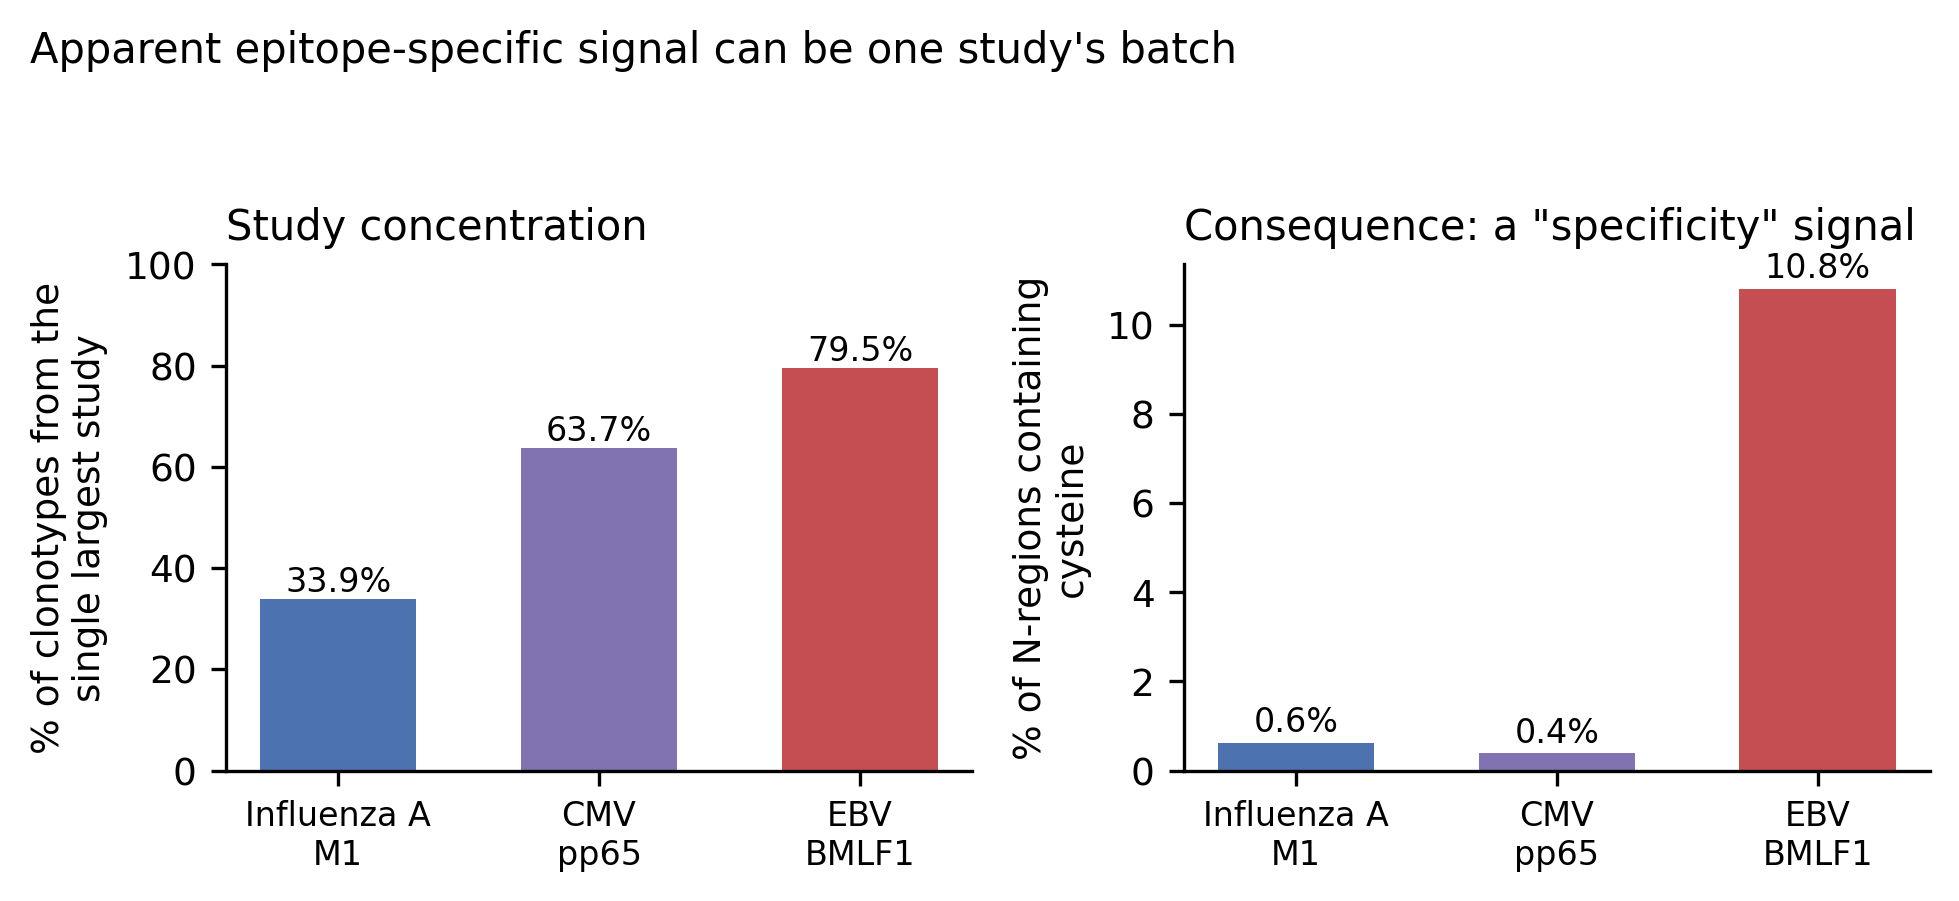 Apparent epitope-specific signal can be one study's batch
Study concentration
% of clonotypes from the
single largest study
100
80
60
40
20
0
33.9%
63.7%
79.5%
Influenza A
M1
CMV
pp65
EBV
BMLF1
Consequence: a "specificity" signal
% of N-regions containing
cysteine
10
8
6
4
2
0
0.6%
0.4%
10.8%
Influenza A
M1
CMV
pp65
EBV
BMLF1